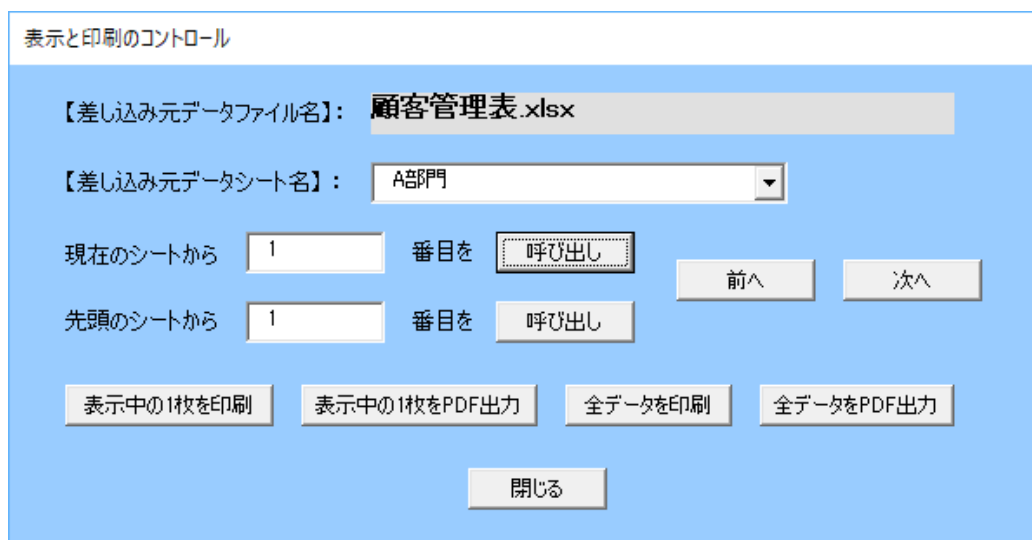 表示と印刷のコントロール
【差し込み元データファイル名】: 顧客管理表.xlsx
【差し込み元データシート名】: A部門
現在のシートから 1 番目を 呼び出し
前へ 次へ
先頭のシートから 1 番目を 呼び出し
表示中の1枚を印刷 表示中の1枚をPDF出力 全データを印刷 全データをPDF出力
閉じる